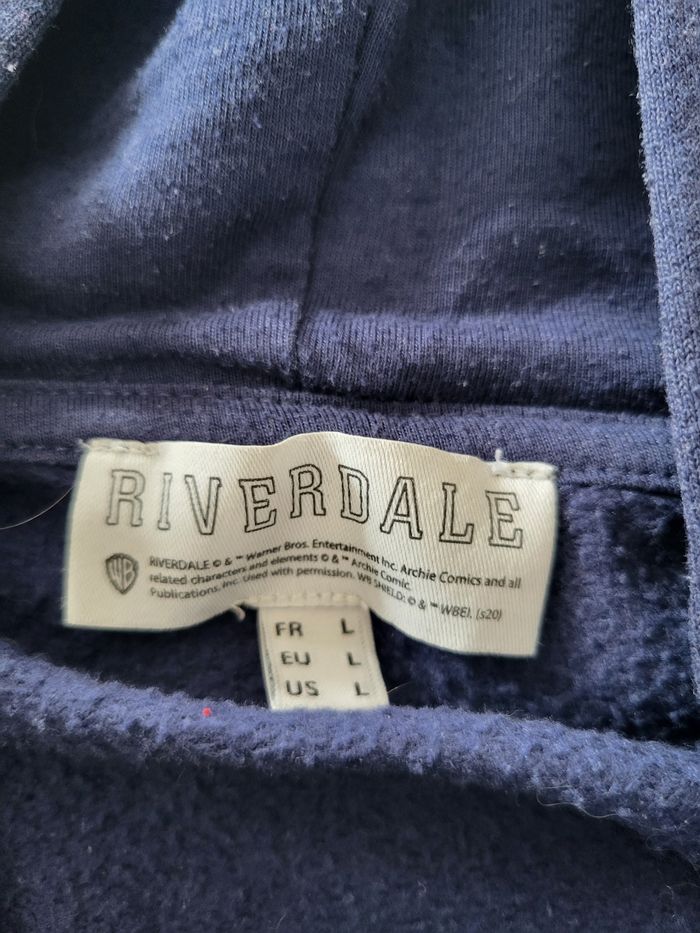 RIVERDALE
WB
RIVERDALE © & ™ Warner Bros. Entertainment Inc. Archie Comics and all
related characters and elements © & ™ Archie Comic.
Publications, Inc. Used with permission. WB SHIELD: © & ™ WBEI. (s20)
FR L
EU L
US L